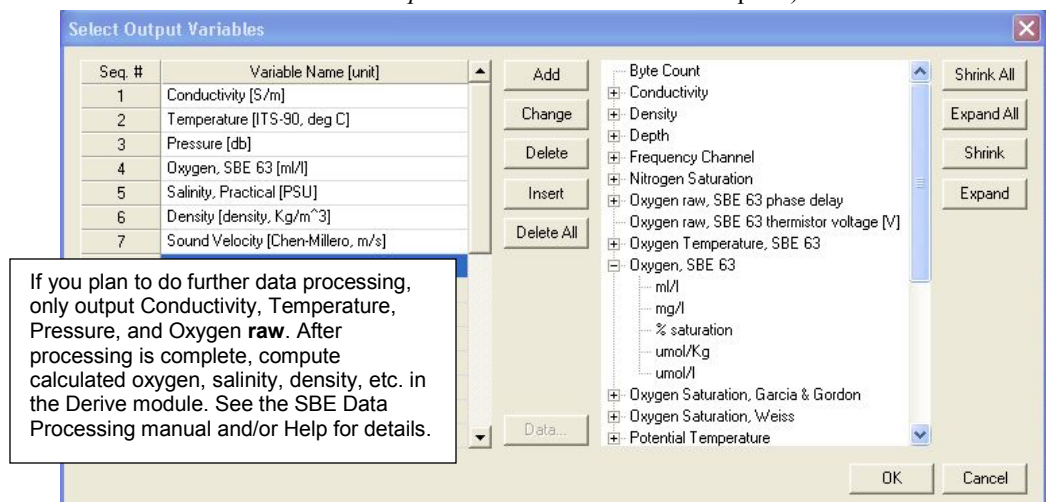 Select Output Variables
Seq. # Variable Name [unit]
1 Conductivity [S/m]
2 Temperature [ITS-90, deg C]
3 Pressure [db]
4 Oxygen, SBE 63 [ml/l]
5 Salinity, Practical [PSU]
6 Density [density, Kg/m^3]
7 Sound Velocity [Chen-Millero, m/s]
If you plan to do further data processing,
only output Conductivity, Temperature,
Pressure, and Oxygen raw. After
processing is complete, compute
calculated oxygen, salinity, density, etc. in
the Derive module. See the SBE Data
Processing manual and/or Help for details.
Add
Change
Delete
Insert
Delete All
Data...
Byte Count
Conductivity
Density
Depth
Frequency Channel
Nitrogen Saturation
Oxygen raw, SBE 63 phase delay
Oxygen raw, SBE 63 thermistor voltage [V]
Oxygen Temperature, SBE 63
Oxygen, SBE 63
ml/l
mg/l
% saturation
umol/Kg
umol/l
Oxygen Saturation, Garcia & Gordon
Oxygen Saturation, Weiss
Potential Temperature
Shrink All
Expand All
Shrink
Expand
OK
Cancel